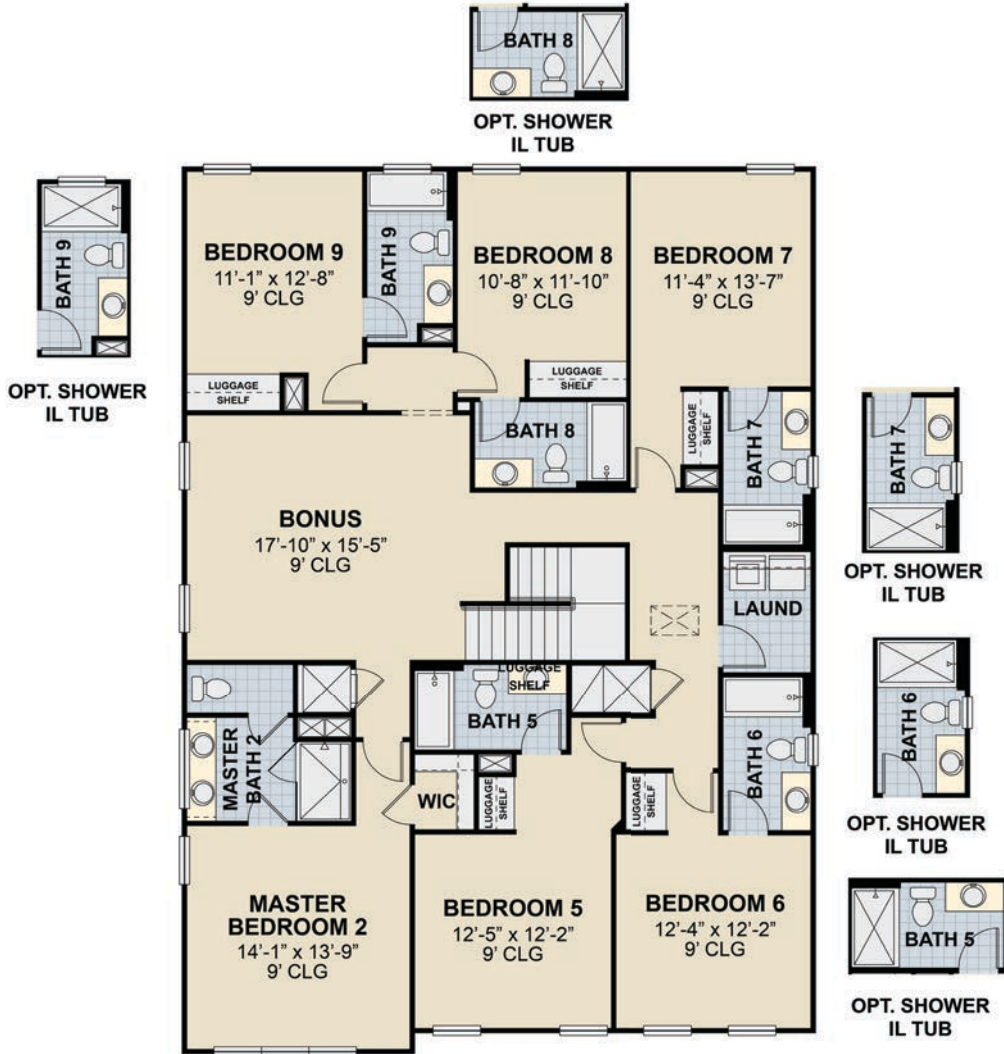 BATH 8
OPT. SHOWER
IL TUB
BATH 9
OPT. SHOWER
IL TUB
BEDROOM 9
11'-1” x 12'-8”
9' CLG
BATH 9
BEDROOM 8
10'-8” x 11'-10”
9' CLG
BEDROOM 7
11'-4” x 13'-7”
9' CLG
LUGGAGE
SHELF
LUGGAGE
SHELF
BATH 8
LUGGAGE
SHELF
BATH 7
BATH 7
OPT. SHOWER
IL TUB
BONUS
17'-10” x 15'-5”
9' CLG
LAUND
LUGGAGE
SHELF
BATH 5
MASTER
BATH 2
WIC
LUGGAGE
SHELF
LUGGAGE
SHELF
BATH 6
BATH 6
OPT. SHOWER
IL TUB
MASTER
BEDROOM 2
14'-1” x 13'-9”
9' CLG
BEDROOM 5
12'-5” x 12'-2”
9' CLG
BEDROOM 6
12'-4” x 12'-2”
9' CLG
BATH 5
OPT. SHOWER
IL TUB